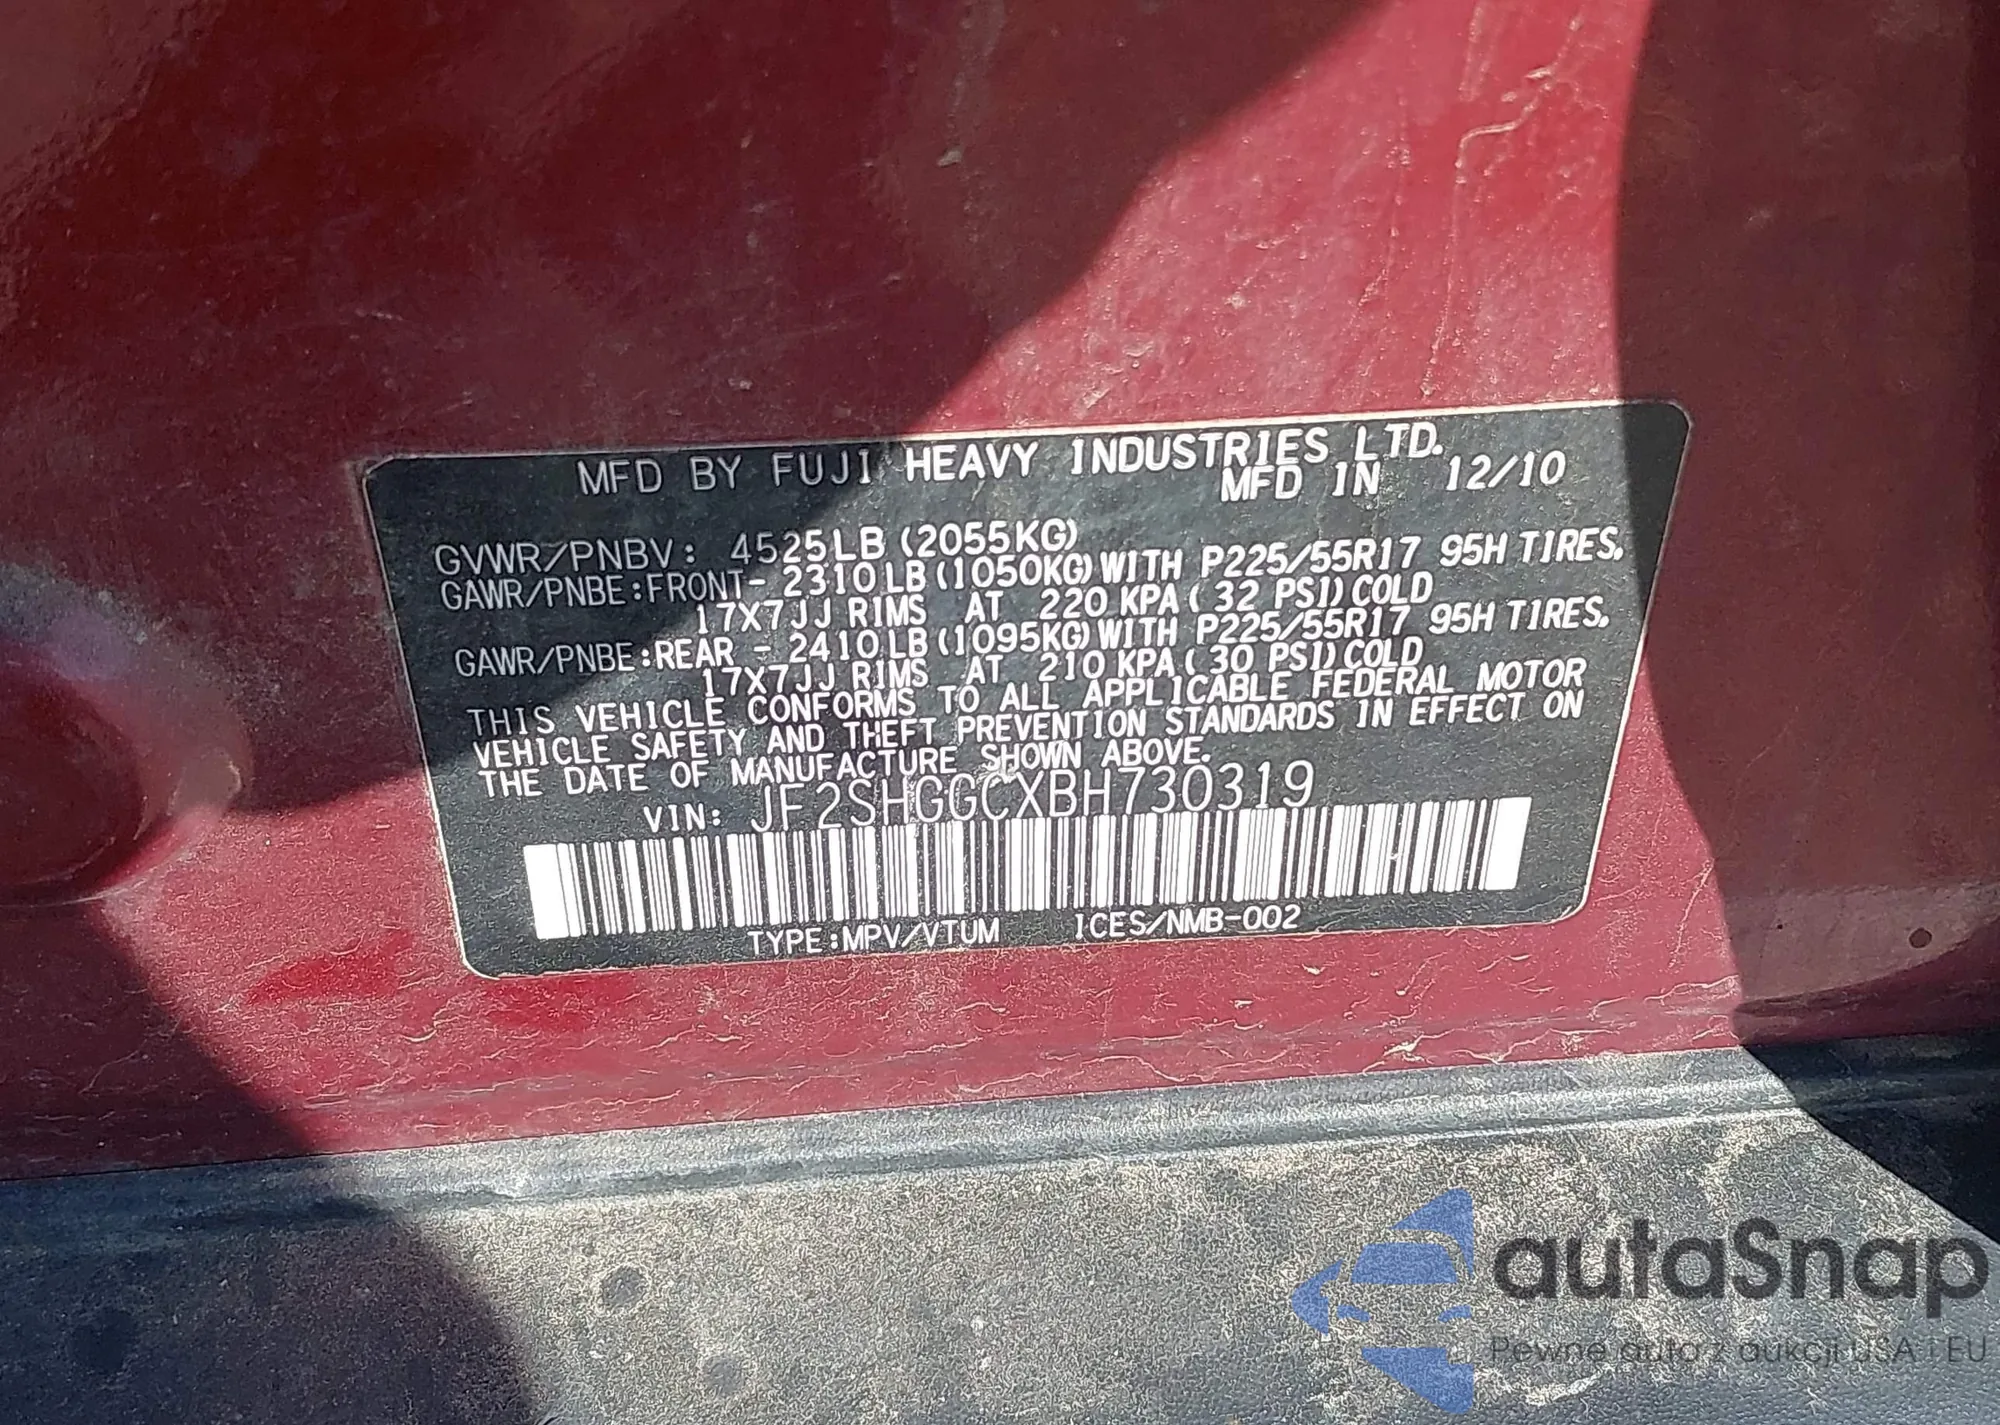 MFD BY FUJI HEAVY INDUSTRIES LTD.
MFD IN 12/10
GVWR/PNBV: 4525LB (2055KG)
GAWR/PNBE:FRONT- 2310LB (1050KG) WITH P225/55R17 95H TIRES,
17X7JJ RIMS AT 220 KPA ( 32 PSI) COLD
GAWR/PNBE:REAR - 2410LB (1095KG) WITH P225/55R17 95H TIRES,
17X7JJ RIMS AT 210 KPA ( 30 PSI) COLD
THIS VEHICLE CONFORMS TO ALL APPLICABLE FEDERAL MOTOR
VEHICLE SAFETY AND THEFT PREVENTION STANDARDS IN EFFECT ON
THE DATE OF MANUFACTURE SHOWN ABOVE.
VIN: JF2SHGGCXBH730319
TYPE:MPV/VTUM ICES/NMB-002
autaSnap
Pewne auta z aukcji USA i EU